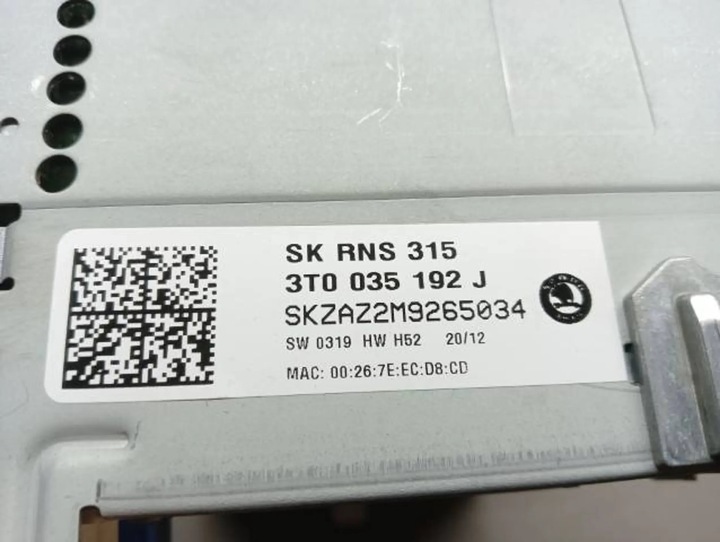 SK RNS 315
3T0 035 192 J
SKZAZ2M9265034
SW 0319 HW H52 20/12
MAC: 00:26:7E:EC:D8:CD